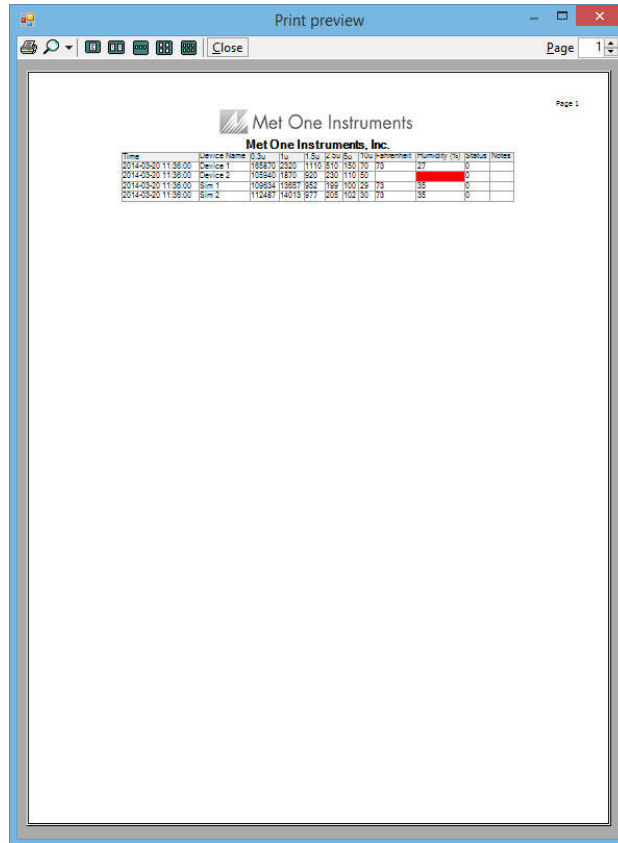 Print preview
Close Page 1
Page 1
Met One Instruments
Met One Instruments, Inc.
Time Device Name 0.3u 1u 1.5u 2.5u 5u 10u Fahrenheit Humidity (%) Status Notes
2014-03-20 11:36:00 Device 1 165870 2320 1110 510 150 70 73 27 0
2014-03-20 11:36:00 Device 2 105940 1870 920 230 110 50 0
2014-03-20 11:36:00 Sim 1 109634 13657 952 199 100 29 73 35 0
2014-03-20 11:36:00 Sim 2 112487 14013 977 205 102 30 73 35 0